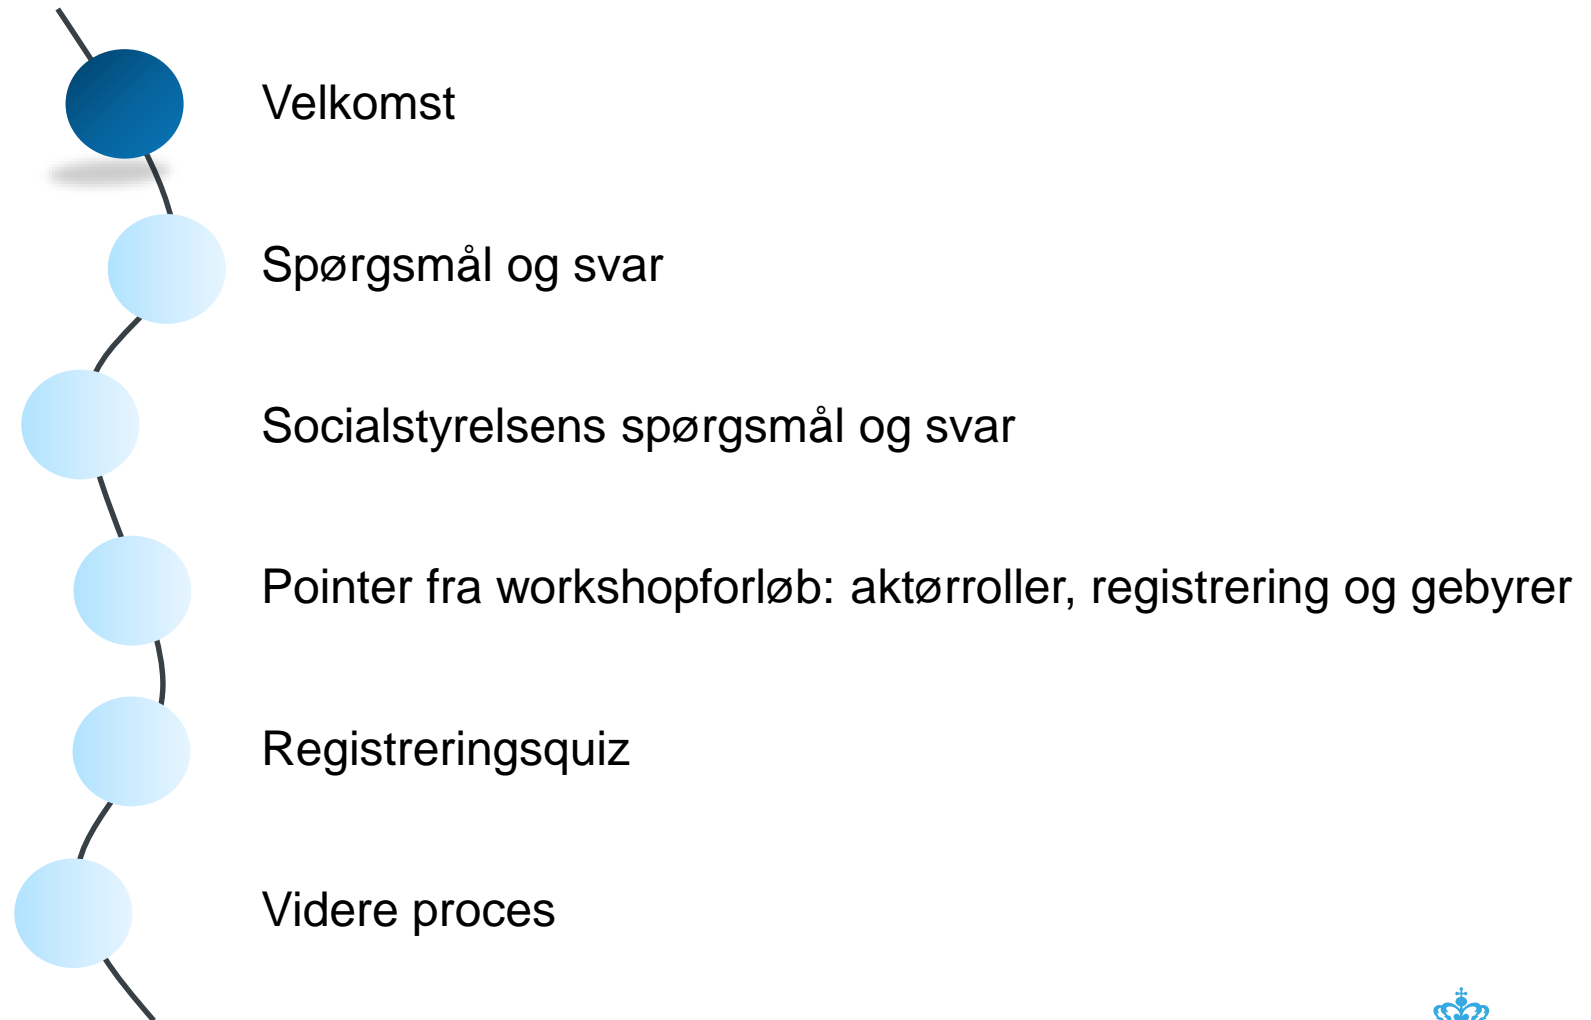 Velkomst
Spørgsmål og svar
Socialstyrelsens spørgsmål og svar
Pointer fra workshopforløb: aktørroller, registrering og gebyrer
Registreringsquiz
Videre proces